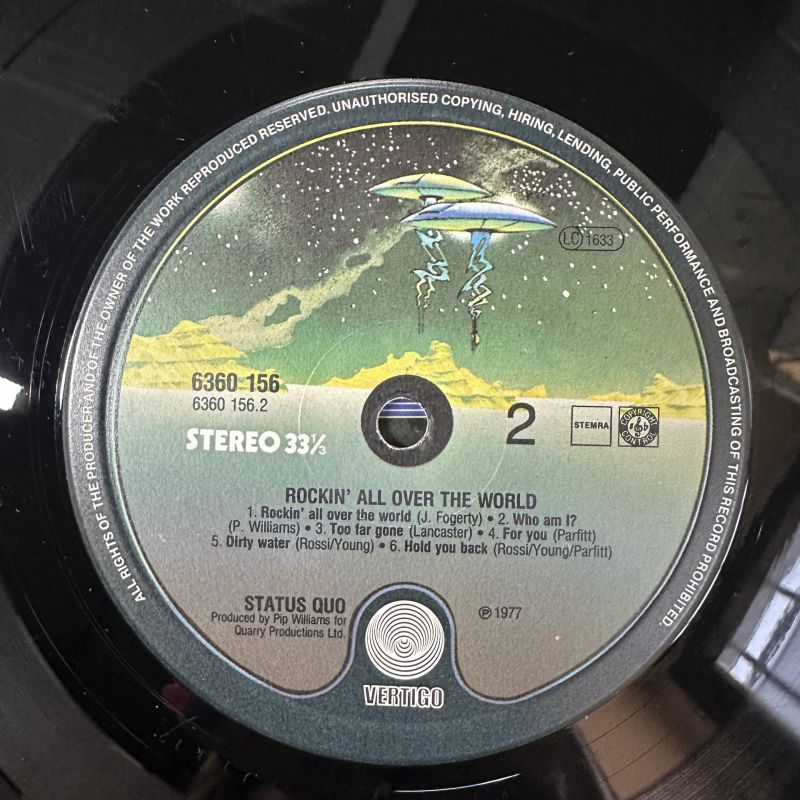 ALL RIGHTS OF THE PRODUCER AND OF THE OWNER OF THE WORK REPRODUCED RESERVED. UNAUTHORISED COPYING, HIRING, LENDING, PUBLIC PERFORMANCE AND BROADCASTING OF THIS RECORD PROHIBITED.
LC 1633
6360 156
6360 156.2
STEREO 33⅓
2
STEMRA
COPYRIGHT CONTROL
ROCKIN' ALL OVER THE WORLD
1. Rockin' all over the world (J. Fogerty) • 2. Who am I?
(P. Williams) • 3. Too far gone (Lancaster) • 4. For you (Parfitt)
5. Dirty water (Rossi/Young) • 6. Hold you back (Rossi/Young/Parfitt)
STATUS QUO
Produced by Pip Williams for
Quarry Productions Ltd.
℗ 1977
VERTIGO